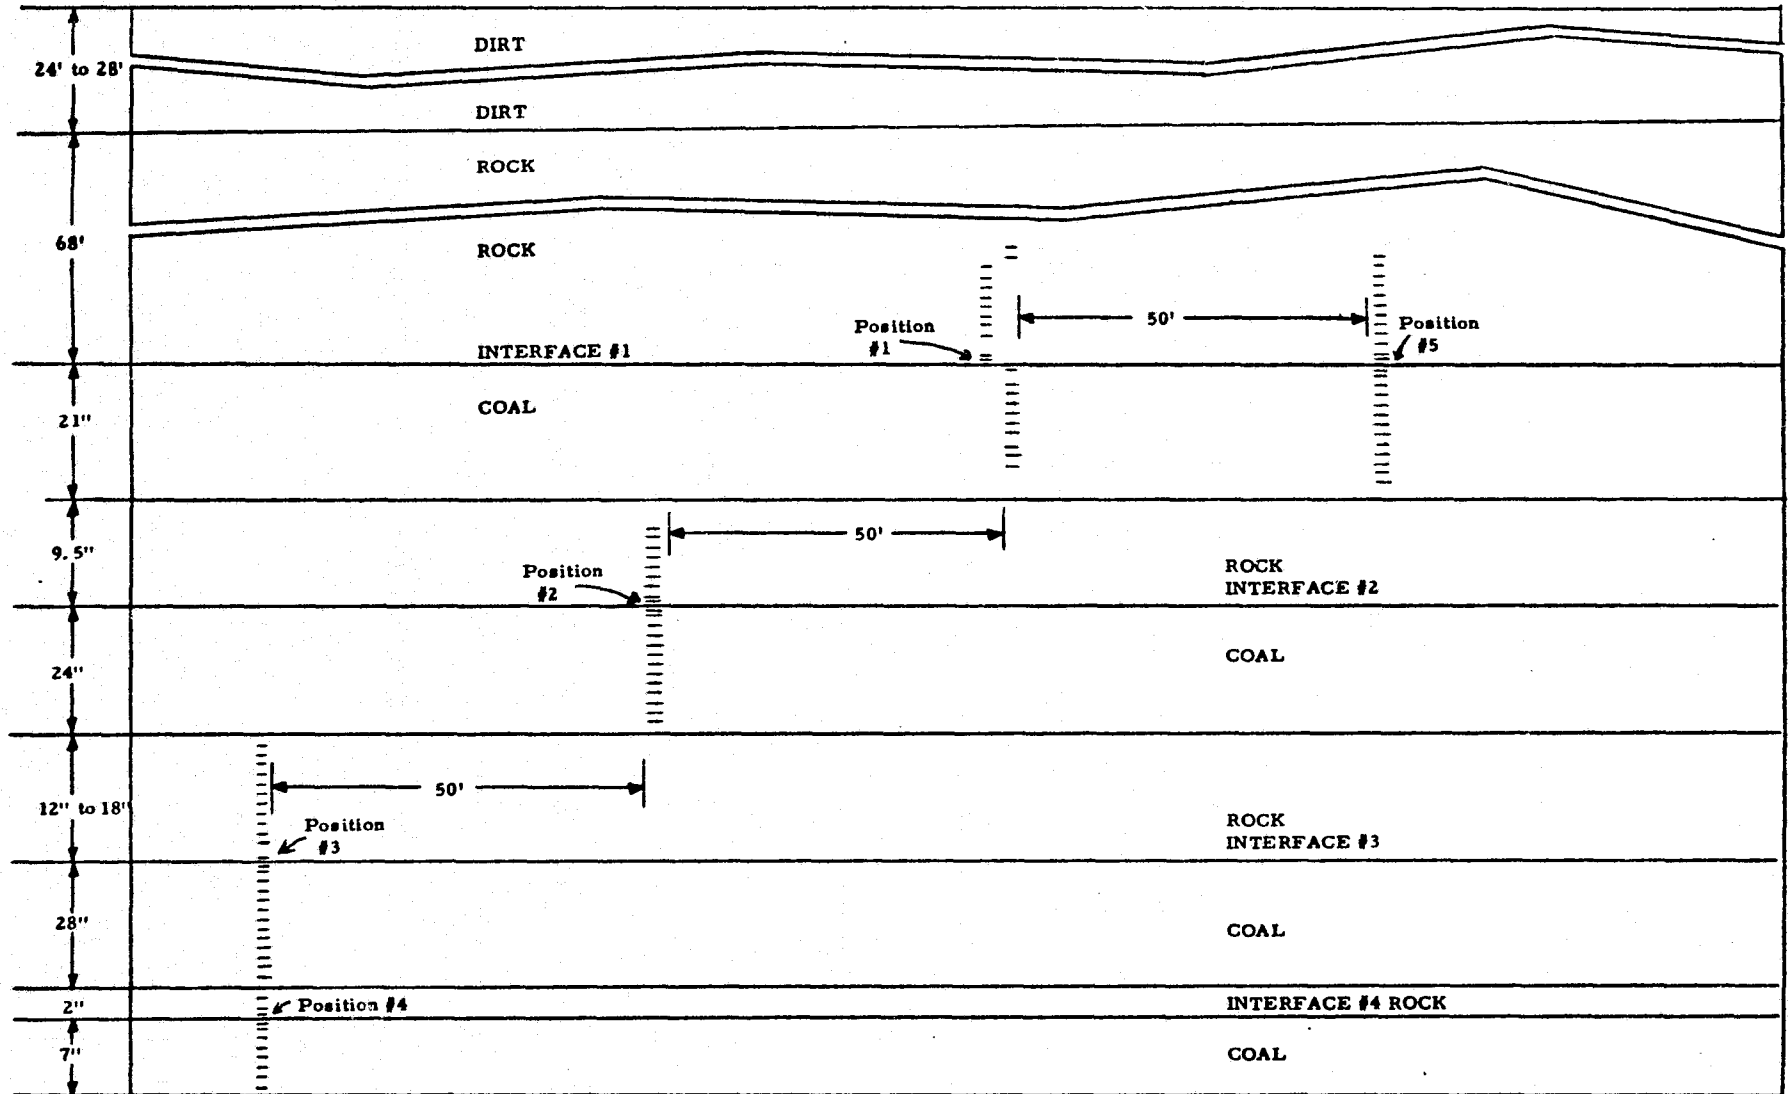 DIRT
24' to 28'
DIRT
ROCK
68'
ROCK
50'
Position
#1
Position
#5
INTERFACE #1
COAL
21"
50'
9.5"
Position
#2
ROCK
INTERFACE #2
COAL
24"
50'
12" to 18"
Position
#3
ROCK
INTERFACE #3
28"
COAL
2"
Position #4
INTERFACE #4 ROCK
7"
COAL